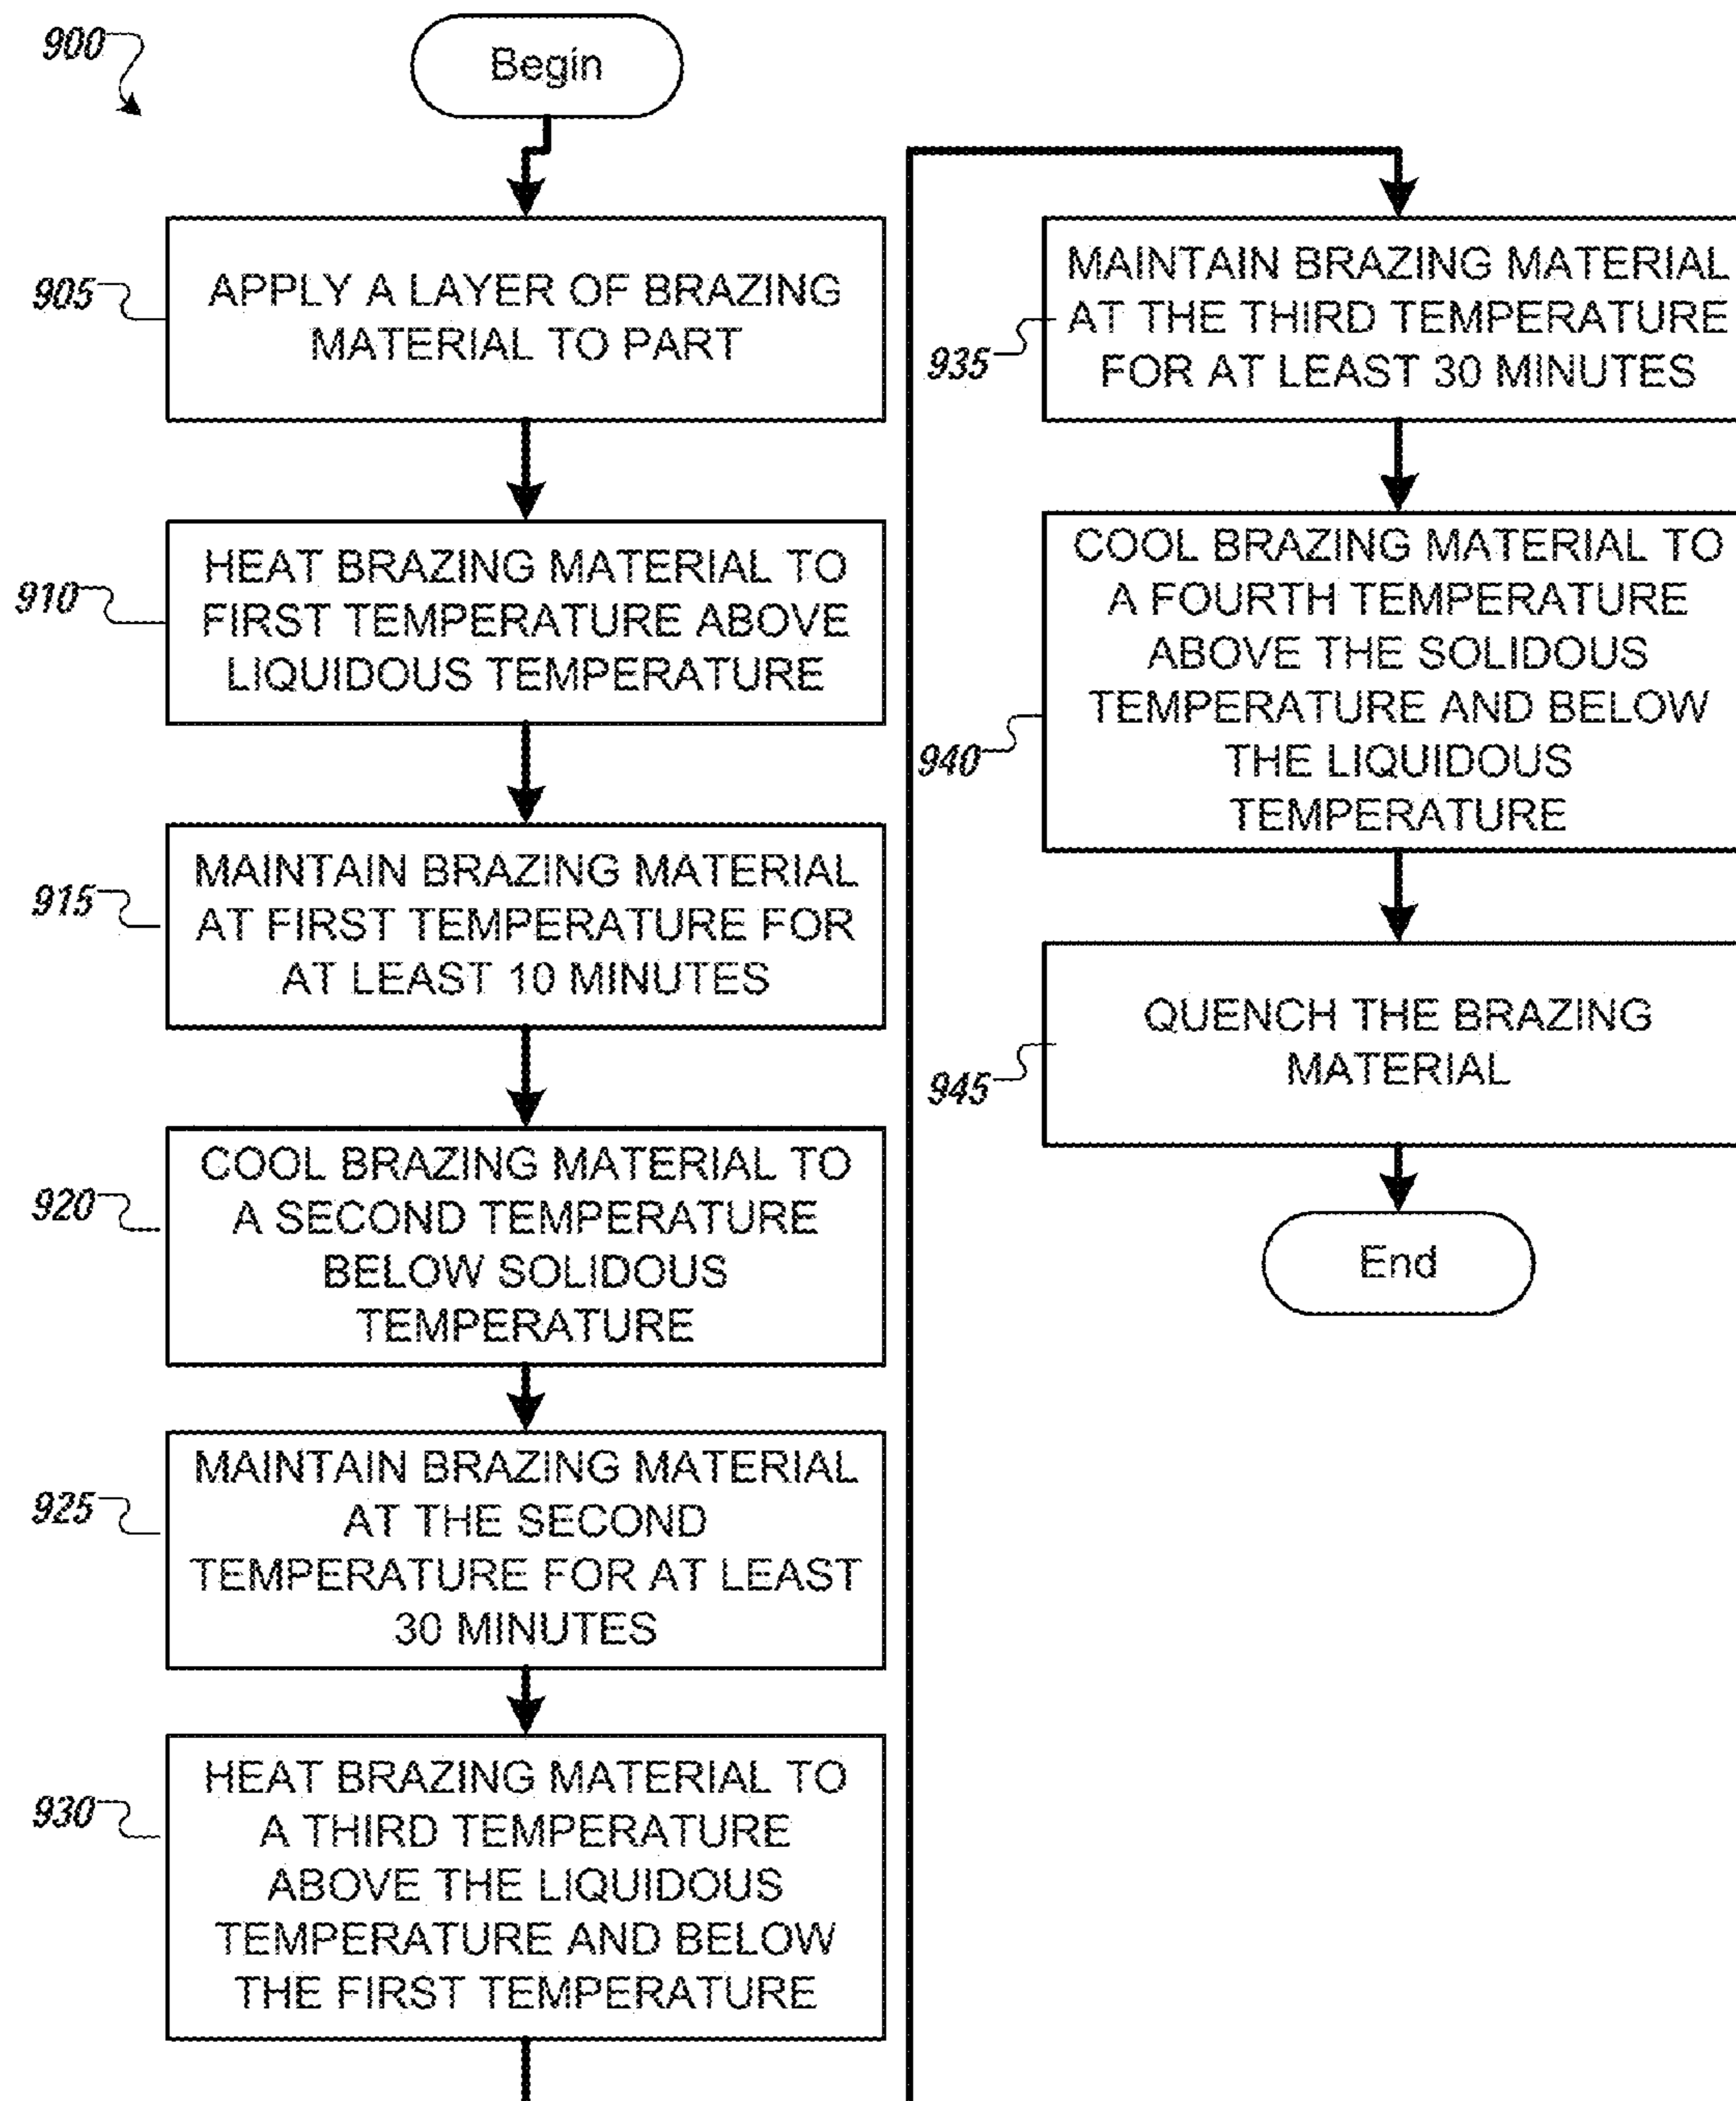 900
Begin
905
APPLY A LAYER OF BRAZING
MATERIAL TO PART
910
HEAT BRAZING MATERIAL TO
FIRST TEMPERATURE ABOVE
LIQUIDOUS TEMPERATURE
915
MAINTAIN BRAZING MATERIAL
AT FIRST TEMPERATURE FOR
AT LEAST 10 MINUTES
920
COOL BRAZING MATERIAL TO
A SECOND TEMPERATURE
BELOW SOLIDOUS
TEMPERATURE
925
MAINTAIN BRAZING MATERIAL
AT THE SECOND
TEMPERATURE FOR AT LEAST
30 MINUTES
930
HEAT BRAZING MATERIAL TO
A THIRD TEMPERATURE
ABOVE THE LIQUIDOUS
TEMPERATURE AND BELOW
THE FIRST TEMPERATURE
935
MAINTAIN BRAZING MATERIAL
AT THE THIRD TEMPERATURE
FOR AT LEAST 30 MINUTES
940
COOL BRAZING MATERIAL TO
A FOURTH TEMPERATURE
ABOVE THE SOLIDOUS
TEMPERATURE AND BELOW
THE LIQUIDOUS
TEMPERATURE
945
QUENCH THE BRAZING
MATERIAL
End